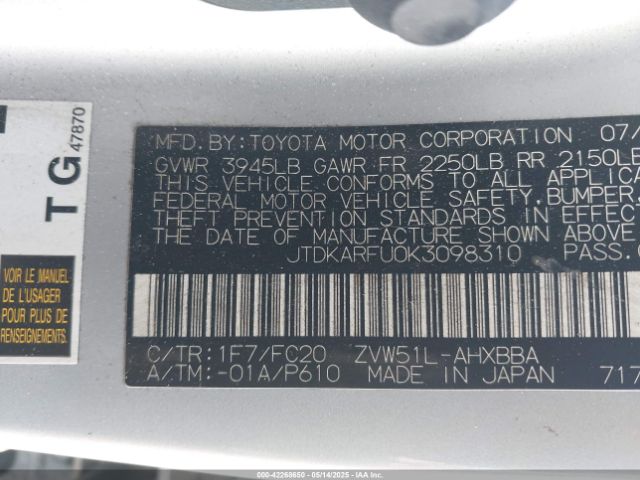 TG 47870
VOIR LE MANUEL
DE L'USAGER
POUR PLUS DE
RENSEIGNEMENTS
MFD. BY: TOYOTA MOTOR CORPORATION 07/
GVWR 3945LB GAWR FR 2250LB RR 2150LB
THIS VEHICLE CONFORMS TO ALL APPLICA
FEDERAL MOTOR VEHICLE SAFETY, BUMPER,
THEFT PREVENTION STANDARDS IN EFFECT
THE DATE OF MANUFACTURE SHOWN ABOVE
JTDKARFU0K3098310 PASS.
C/TR: 1F7/FC20 ZVW51L-AHXBBA
A/TM: -01A/P610 MADE IN JAPAN 717
000-42268650 05/14/2025 IAA Inc. Copyright